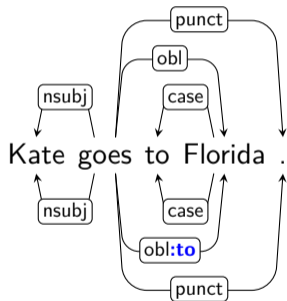 punct
obl
nsubj case
Kate goes to Florida .
nsubj case
obl:to
punct